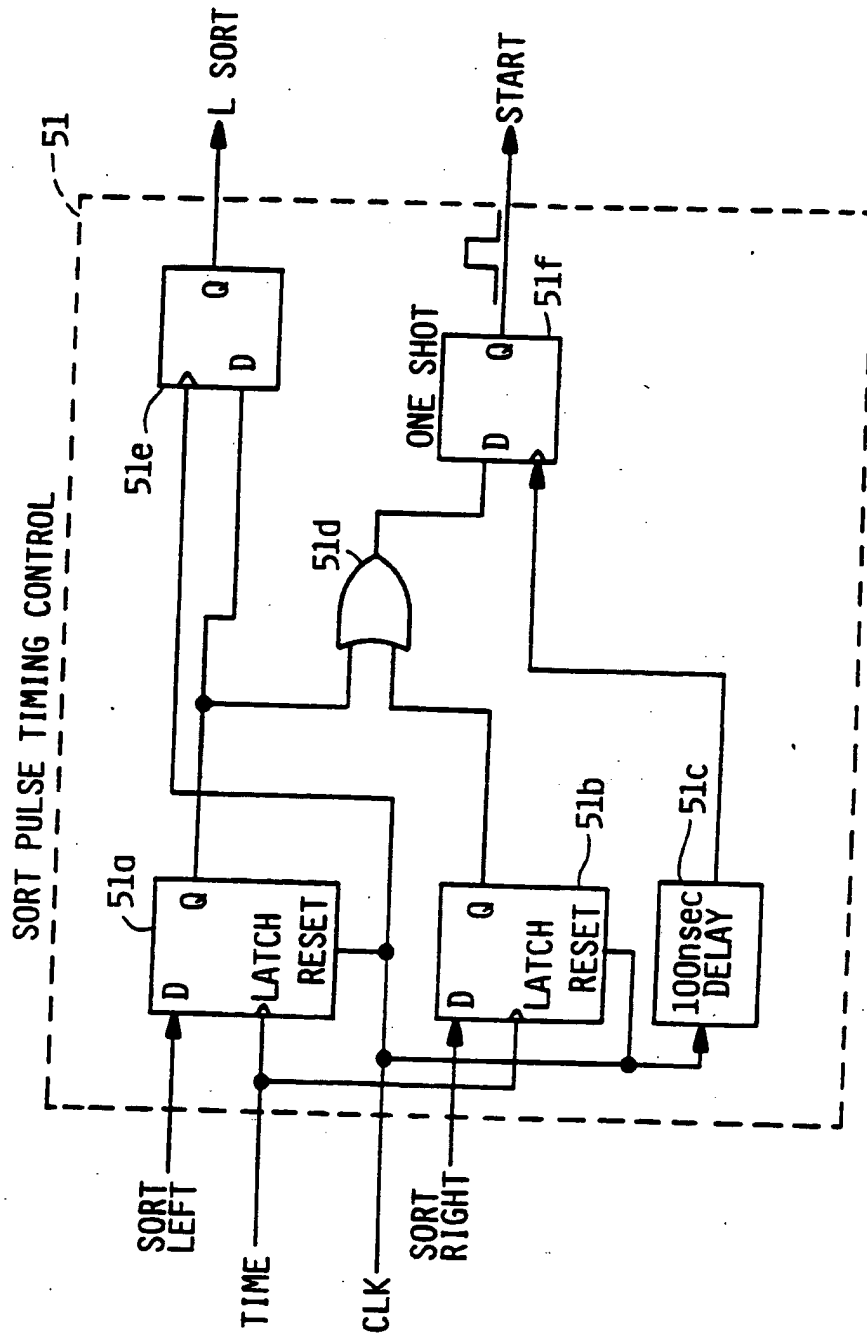 SORT PULSE TIMING CONTROL
51
SORT
LEFT
TIME
CLK
SORT
RIGHT
51a
D
Q
LATCH
RESET
51b
D
Q
LATCH
RESET
51c
100nsec
DELAY
51d
51e
D
Q
L SORT
ONE SHOT
D
Q
51f
START